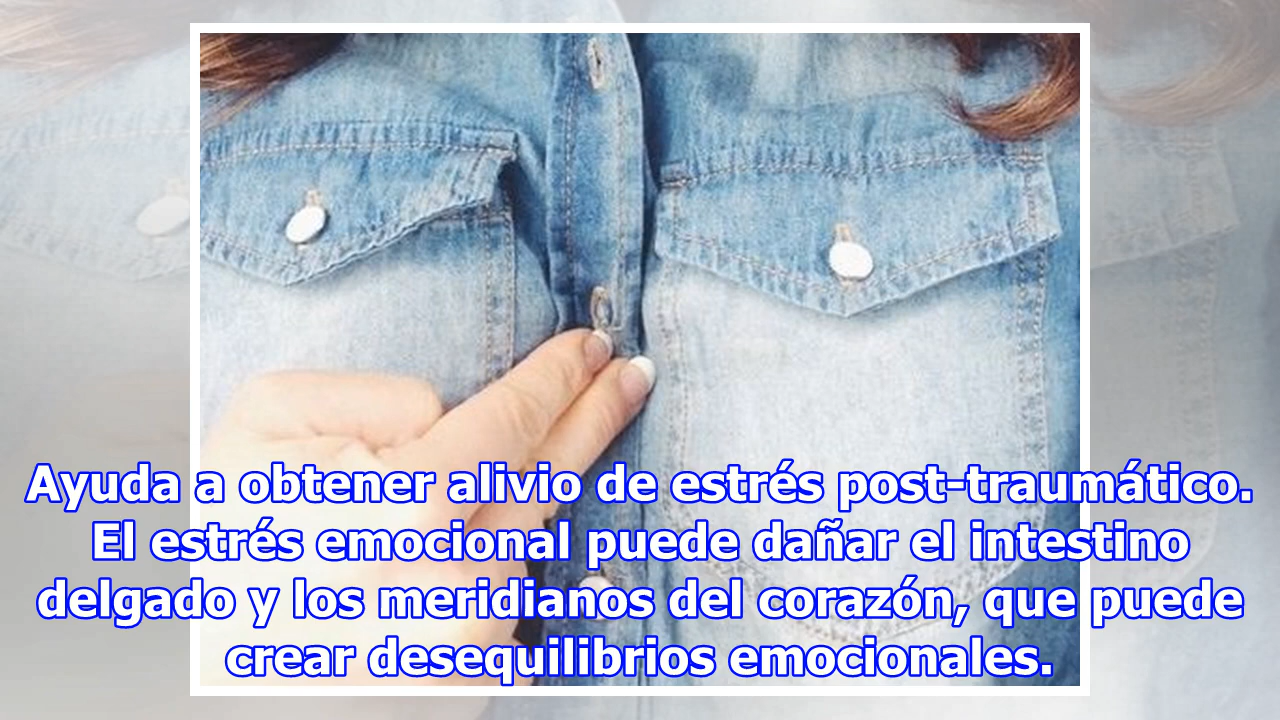 Ayuda a obtener alivio de estrés post-traumático.
El estrés emocional puede dañar el intestino
delgado y los meridianos del corazón, que puede
crear desequilibrios emocionales.